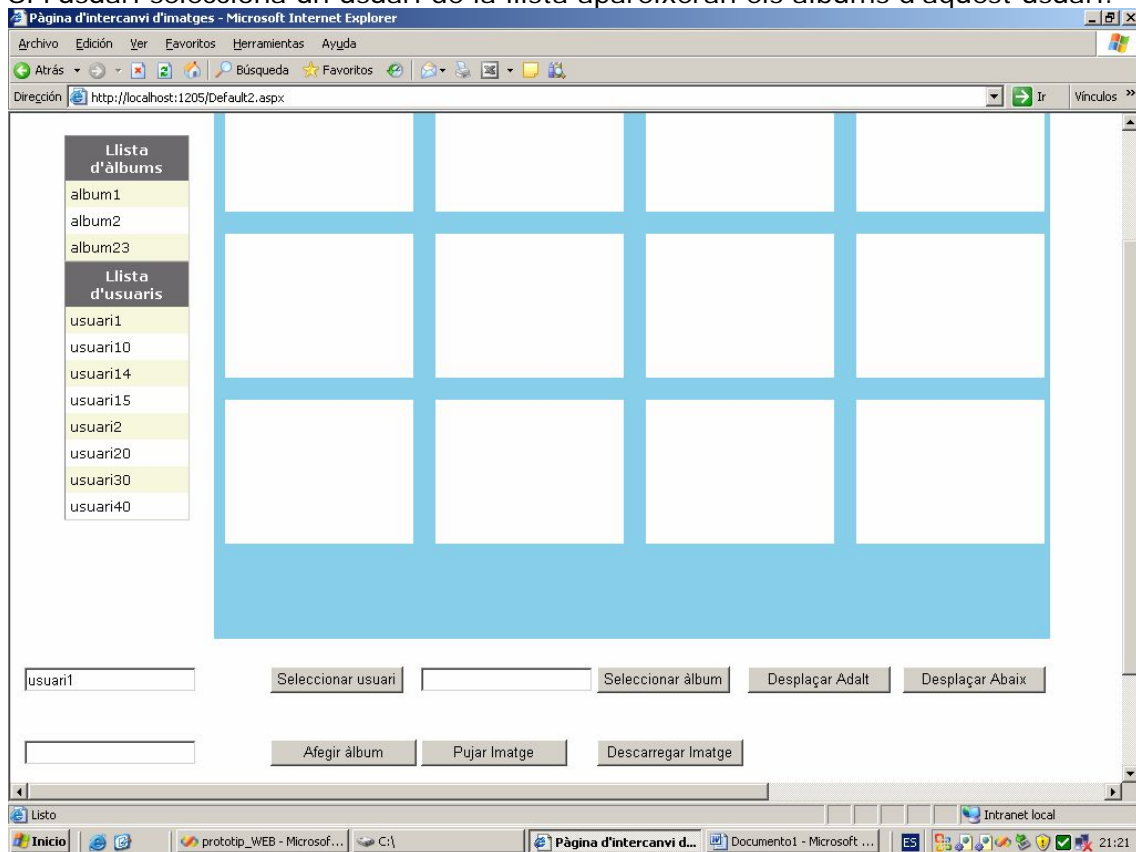 Si l'usuari selecciona un usuari de la llista apareixeran els àlbums d'aquest usuari.
Pàgina d'intercanvi d'imatges - Microsoft Internet Explorer
Archivo Edición Ver Favoritos Herramientas Ayuda
Atrás Búsqueda Favoritos
Dirección http://localhost:1205/Default2.aspx Ir Vínculos »
Llista
d'àlbums
album1
album2
album23
Llista
d'usuaris
usuari1
usuari10
usuari14
usuari15
usuari2
usuari20
usuari30
usuari40
usuari1 Seleccionar usuari Seleccionar àlbum Desplaçar Adalt Desplaçar Abaix
Afegir àlbum Pujar Imatge Descarregar Imatge
Listo Intranet local
Inicio prototip_WEB - Microsof... C:\ Pàgina d'intercanvi d... Documento1 - Microsoft ... ES 21:21